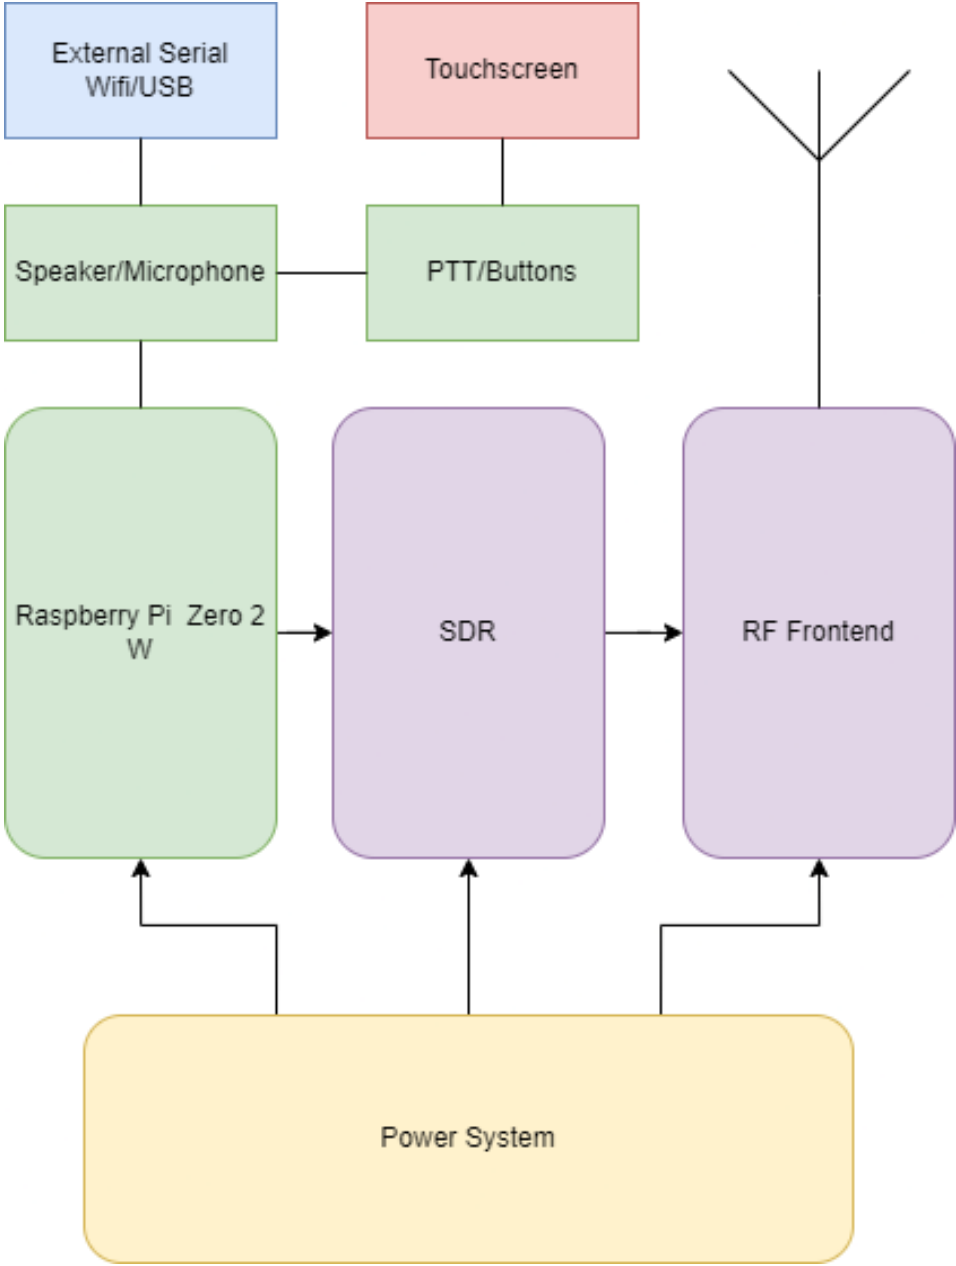 External Serial
Wifi/USB
Touchscreen
Speaker/Microphone
PTT/Buttons
Raspberry Pi  Zero 2
W
SDR
RF Frontend
Power System